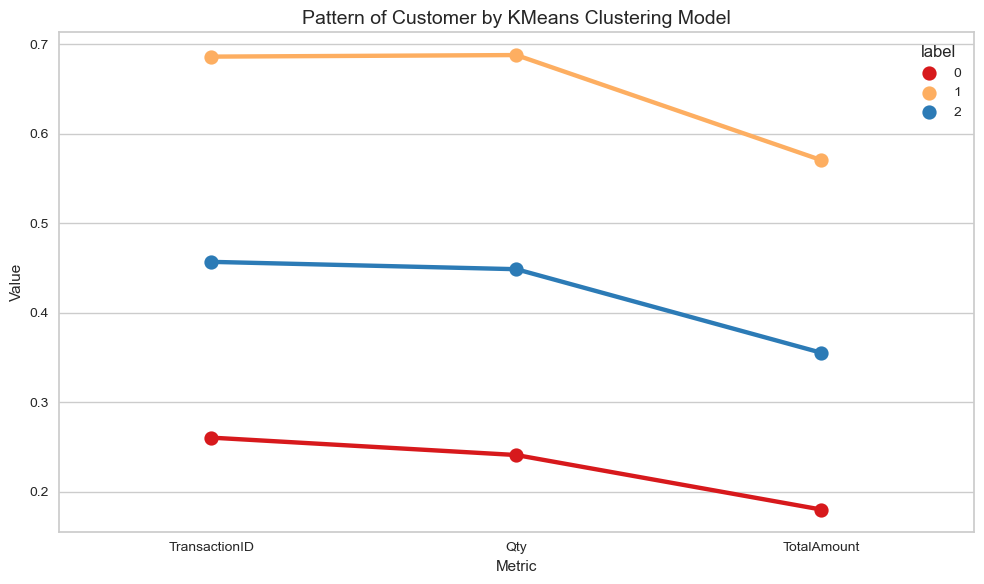 Pattern of Customer by KMeans Clustering Model
label
0
1
2
0.7
0.6
0.5
0.4
0.3
0.2
Value
TransactionID
Qty
TotalAmount
Metric